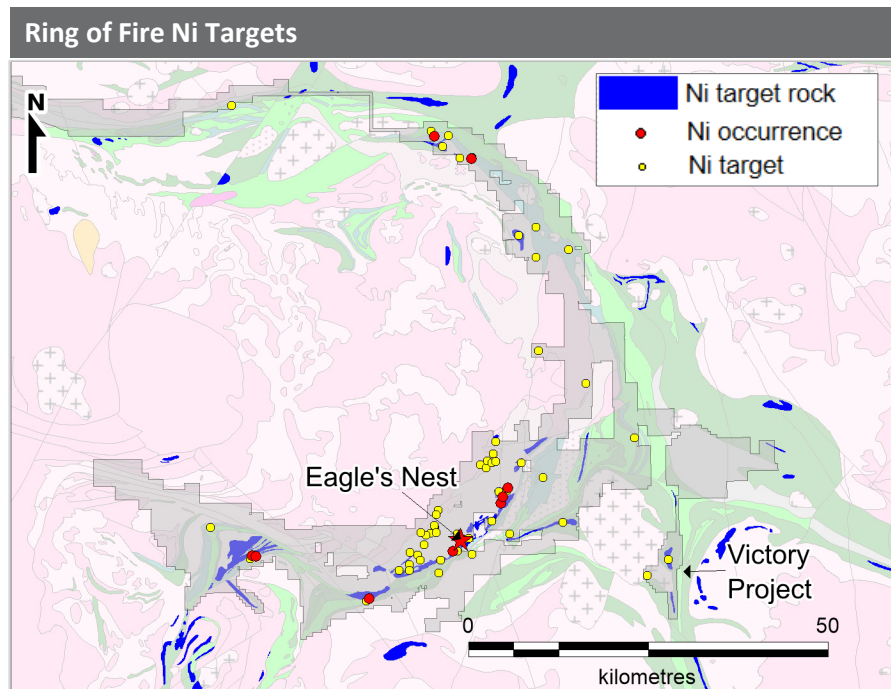 Ring of Fire Ni Targets
N
Ni target rock
Ni occurrence
Ni target
Eagle's Nest
Victory
Project
0 50
kilometres